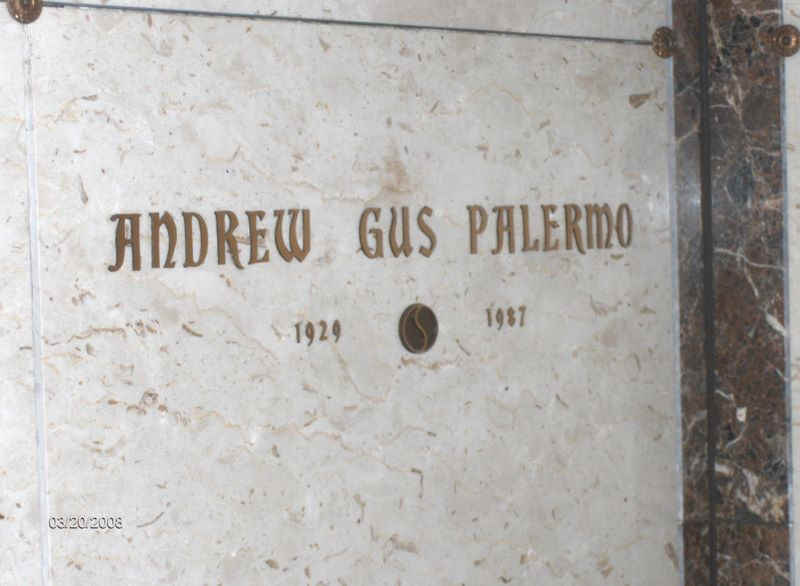 ANDREW GUS PALERMO
1929 1987
03/20/2008